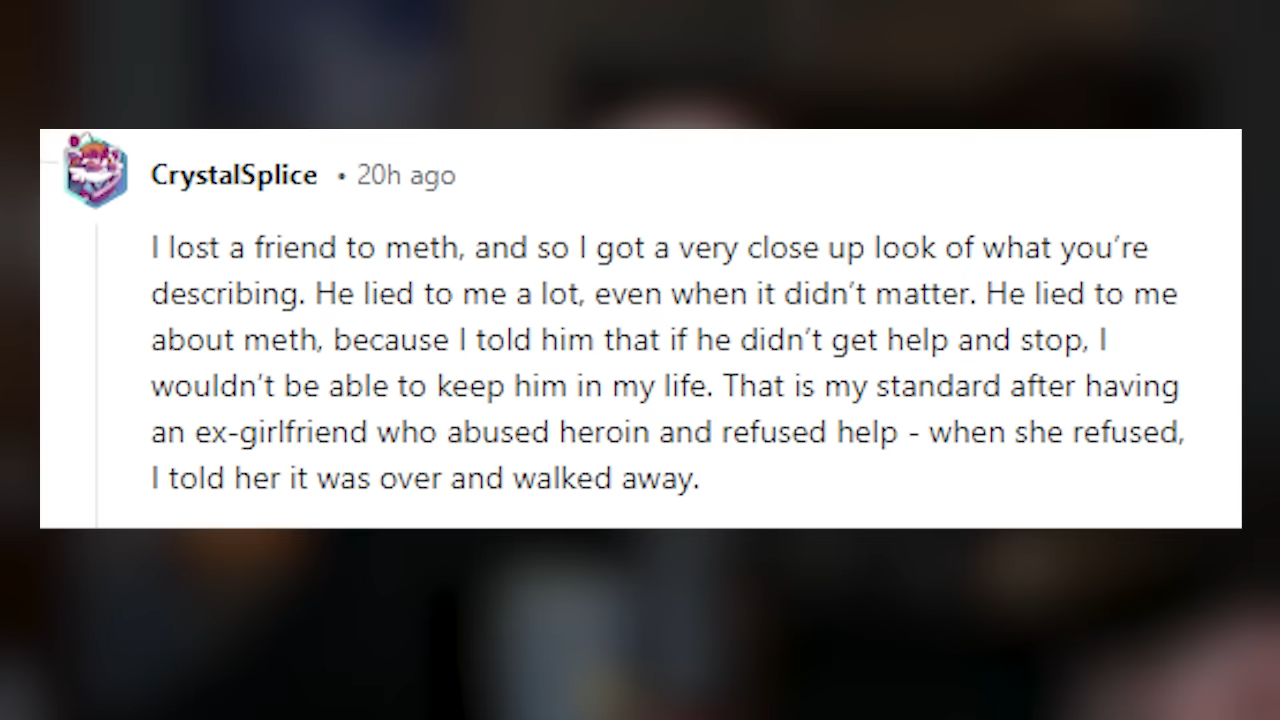 CrystalSplice • 20h ago
I lost a friend to meth, and so I got a very close up look of what you’re
describing. He lied to me a lot, even when it didn’t matter. He lied to me
about meth, because I told him that if he didn’t get help and stop, I
wouldn’t be able to keep him in my life. That is my standard after having
an ex-girlfriend who abused heroin and refused help - when she refused,
I told her it was over and walked away.